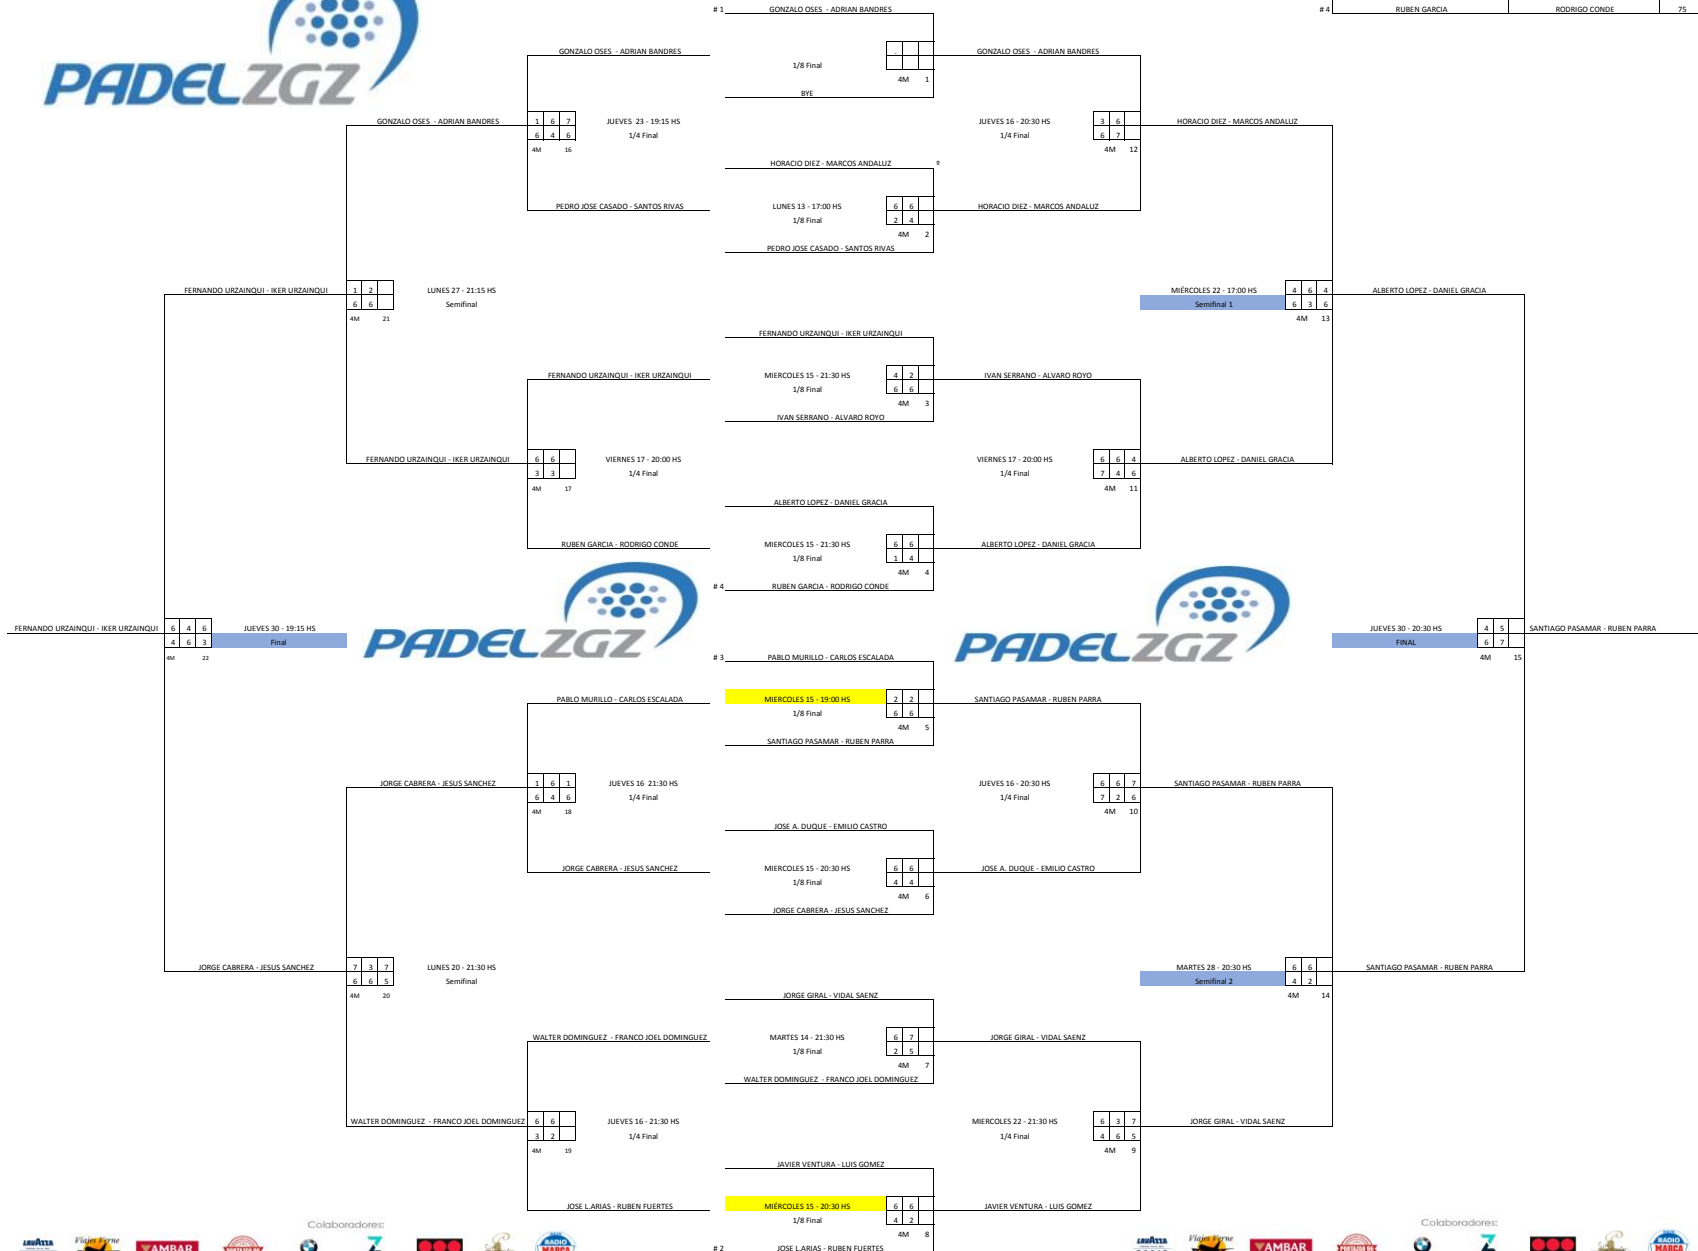 # 1 GONZALO OSES - ADRIAN BANDRES # 4 RUBEN GARCIA RODRIGO CONDE 75
GONZALO OSES - ADRIAN BANDRES . GONZALO OSES - ADRIAN BANDRES
1/8 Final
PADELZGZ
4M 1
BYE
GONZALO OSES - ADRIAN BANDRES 1 6 7 JUEVES 23 - 19:15 HS JUEVES 16 - 20:30 HS 3 6 HORACIO DIEZ - MARCOS ANDALUZ
6 4 6 1/4 Final 1/4 Final 6 7
4M 16 4M 12
HORACIO DIEZ - MARCOS ANDALUZ º
PEDRO JOSE CASADO - SANTOS RIVAS LUNES 13 - 17:00 HS 6 6 HORACIO DIEZ - MARCOS ANDALUZ
1/8 Final 2 4
4M 2
PEDRO JOSE CASADO - SANTOS RIVAS
FERNANDO URZAINQUI - IKER URZAINQUI 1 2 LUNES 27 - 21:15 HS MIÉRCOLES 22 - 17:00 HS 4 6 4 ALBERTO LOPEZ - DANIEL GRACIA
6 6 Semifinal Semifinal 1 6 3 6
4M 21 4M 13
FERNANDO URZAINQUI - IKER URZAINQUI
FERNANDO URZAINQUI - IKER URZAINQUI MIERCOLES 15 - 21:30 HS 4 2 IVAN SERRANO - ALVARO ROYO
1/8 Final 6 6
4M 3
IVAN SERRANO - ALVARO ROYO
FERNANDO URZAINQUI - IKER URZAINQUI 6 6 VIERNES 17 - 20:00 HS VIERNES 17 - 20:00 HS 6 6 4 ALBERTO LOPEZ - DANIEL GRACIA
3 3 1/4 Final 1/4 Final 7 4 6
4M 17 4M 11
ALBERTO LOPEZ - DANIEL GRACIA
RUBEN GARCIA - RODRIGO CONDE MIERCOLES 15 - 21:30 HS 6 6 ALBERTO LOPEZ - DANIEL GRACIA
1/8 Final 1 4
4M 4
# 4 RUBEN GARCIA - RODRIGO CONDE
FERNANDO URZAINQUI - IKER URZAINQUI 6 4 6 JUEVES 30 - 19:15 HS JUEVES 30 - 20:30 HS 4 5 SANTIAGO PASAMAR - RUBEN PARRA
4 6 3 Final PADELZGZ PADELZGZ FINAL 6 7
4M 22 # 3 PABLO MURILLO - CARLOS ESCALADA 4M 15
PABLO MURILLO - CARLOS ESCALADA MIERCOLES 15 - 19:00 HS 2 2 SANTIAGO PASAMAR - RUBEN PARRA
1/8 Final 6 6
4M 5
SANTIAGO PASAMAR - RUBEN PARRA
JORGE CABRERA - JESUS SANCHEZ 1 6 1 JUEVES 16 21:30 HS JUEVES 16 - 20:30 HS 6 6 7 SANTIAGO PASAMAR - RUBEN PARRA
6 4 6 1/4 Final 1/4 Final 7 2 6
4M 18 4M 10
JOSE A. DUQUE - EMILIO CASTRO
JORGE CABRERA - JESUS SANCHEZ MIERCOLES 15 - 20:30 HS 6 6 JOSE A. DUQUE - EMILIO CASTRO
1/8 Final 4 4
4M 6
JORGE CABRERA - JESUS SANCHEZ
JORGE CABRERA - JESUS SANCHEZ 7 3 7 LUNES 20 - 21:30 HS MARTES 28 - 20:30 HS 6 6 SANTIAGO PASAMAR - RUBEN PARRA
6 6 5 Semifinal Semifinal 2 4 2
4M 20 JORGE GIRAL - VIDAL SAENZ 4M 14
WALTER DOMINGUEZ - FRANCO JOEL DOMINGUEZ MARTES 14 - 21:30 HS 6 7 JORGE GIRAL - VIDAL SAENZ
1/8 Final 2 5
4M 7
WALTER DOMINGUEZ - FRANCO JOEL DOMINGUEZ
WALTER DOMINGUEZ - FRANCO JOEL DOMINGUEZ 6 6 JUEVES 16 - 21:30 HS MIERCOLES 22 - 21:30 HS 6 3 7 JORGE GIRAL - VIDAL SAENZ
3 2 1/4 Final 1/4 Final 4 6 5
4M 19 4M 9
JAVIER VENTURA - LUIS GOMEZ
JOSE L.ARIAS - RUBEN FUERTES MIÉRCOLES 15 - 20:30 HS 6 6 JAVIER VENTURA - LUIS GOMEZ
1/8 Final 4 2
Colaboradores: Colaboradores:
4M 8
LAVAZZA Viajes Verne AMBAR RADIO MARCA # 2 JOSE L.ARIAS - RUBEN FUERTES LAVAZZA Viajes Verne AMBAR RADIO MARCA